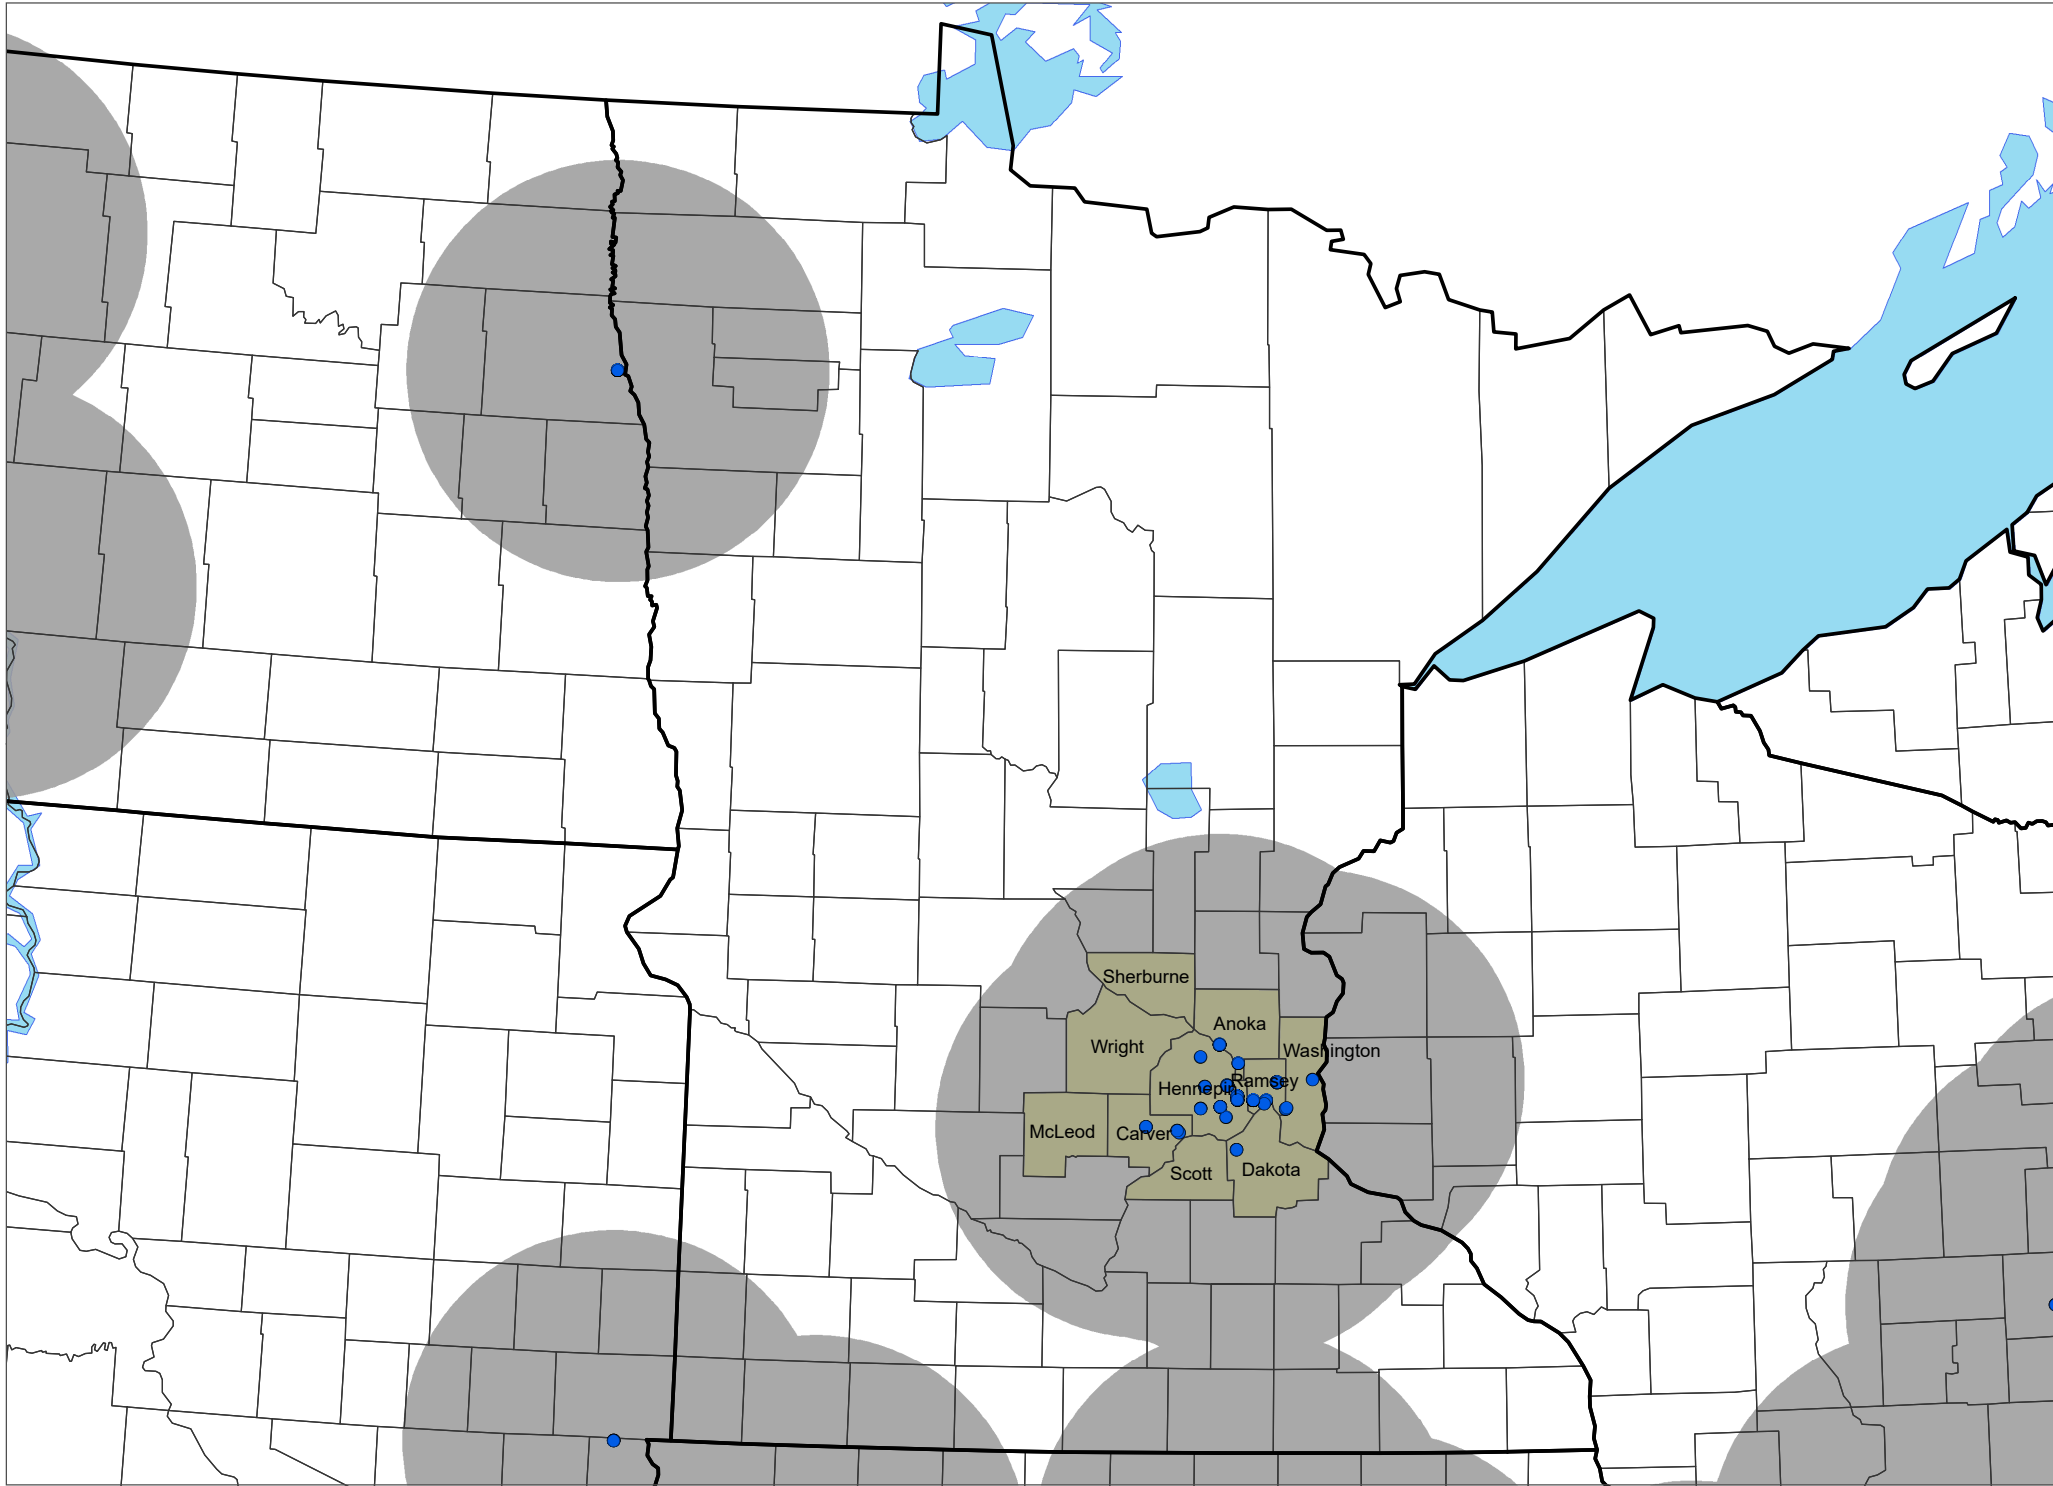 Sherburne
Anoka
Wright
Washington
Hennepin
Ramsey
McLeod
Carver
Scott
Dakota